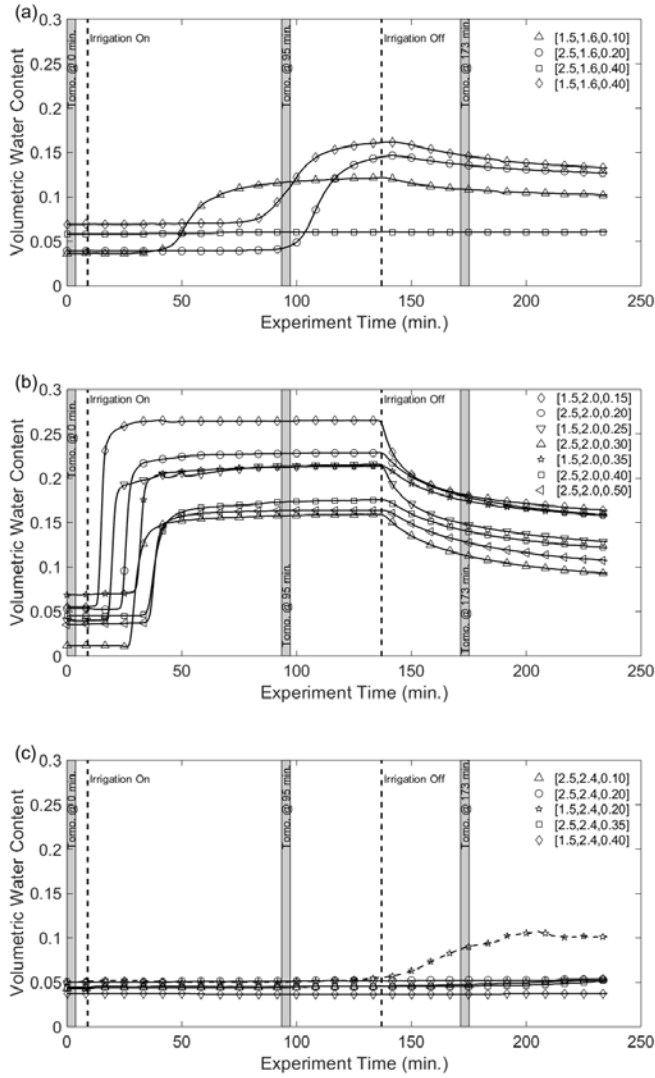 (a)
0.3
0.25
0.2
0.15
0.1
0.05
0
Volumetric Water Content
Tomo. @ 0 min.
Irrigation On
Tomo. @ 95 min.
Irrigation Off
Tomo. @ 173 min.
[1.5,1.6,0.10]
[2.5,1.6,0.20]
[2.5,1.6,0.40]
[1.5,1.6,0.40]
0 50 100 150 200 250
Experiment Time (min.)
(b)
0.3
0.25
0.2
0.15
0.1
0.05
0
Volumetric Water Content
Tomo. @ 0 min.
Irrigation On
Tomo. @ 95 min.
Irrigation Off
Tomo. @ 173 min.
[1.5,2.0,0.15]
[2.5,2.0,0.20]
[1.5,2.0,0.25]
[2.5,2.0,0.30]
[1.5,2.0,0.35]
[2.5,2.0,0.40]
[2.5,2.0,0.50]
0 50 100 150 200 250
Experiment Time (min.)
(c)
0.3
0.25
0.2
0.15
0.1
0.05
0
Volumetric Water Content
Tomo. @ 0 min.
Irrigation On
Tomo. @ 95 min.
Irrigation Off
Tomo. @ 173 min.
[2.5,2.4,0.10]
[2.5,2.4,0.20]
[1.5,2.4,0.20]
[2.5,2.4,0.35]
[1.5,2.4,0.40]
0 50 100 150 200 250
Experiment Time (min.)